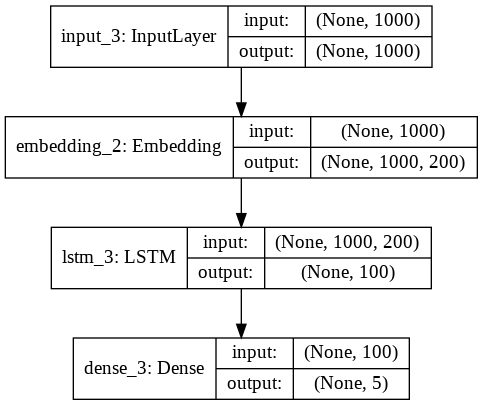 input_3: InputLayer
input: (None, 1000)
output: (None, 1000)
embedding_2: Embedding
input: (None, 1000)
output: (None, 1000, 200)
lstm_3: LSTM
input: (None, 1000, 200)
output: (None, 100)
dense_3: Dense
input: (None, 100)
output: (None, 5)